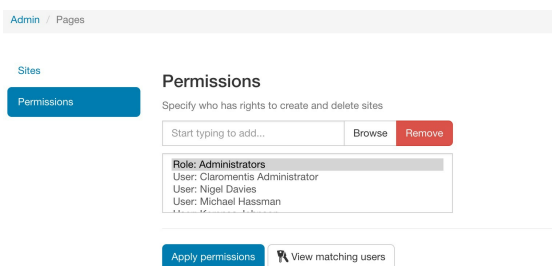 Admin / Pages
Sites
Permissions
Permissions
Specify who has rights to create and delete sites
Start typing to add...
Browse
Remove
Role: Administrators
User: Claromentis Administrator
User: Nigel Davies
User: Michael Hassman
Apply permissions
View matching users